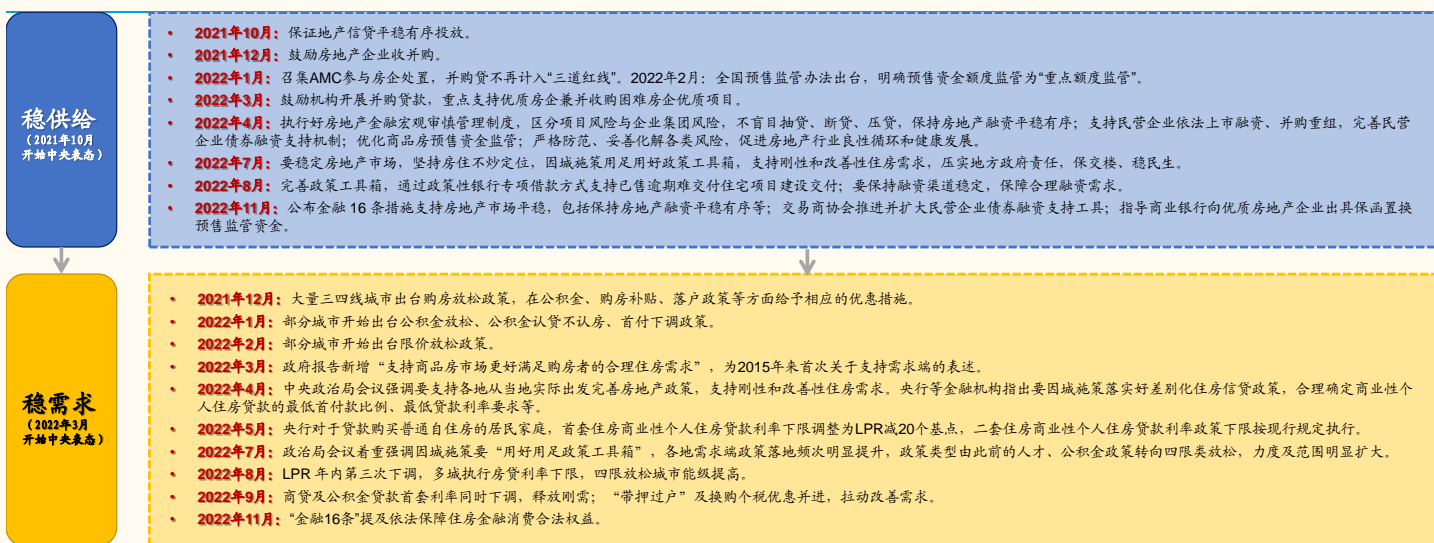 稳供给
（2021年10月
开始中央表态）
• 2021年10月：保证地产信贷平稳有序投放。
• 2021年12月：鼓励房地产企业收并购。
• 2022年1月：召集AMC参与房企处置，并购贷不再计入“三道红线”。2022年2月：全国预售监管办法出台，明确预售资金额度监管为“重点额度监管”。
• 2022年3月：鼓励机构开展并购贷款，重点支持优质房企兼并收购困难房企优质项目。
• 2022年4月：执行好房地产金融宏观审慎管理制度，区分项目风险与企业集团风险，不盲目抽贷、断贷、压贷，保持房地产融资平稳有序；支持民营企业依法上市融资、并购重组，完善民营
企业债券融资支持机制；优化商品房预售资金监管；严格防范、妥善化解各类风险，促进房地产行业良性循环和健康发展。
• 2022年7月：要稳定房地产市场，坚持房住不炒定位，因城施策用足用好政策工具箱，支持刚性和改善性住房需求，压实地方政府责任，保交楼、稳民生。
• 2022年8月：完善政策工具箱，通过政策性银行专项借款方式支持已售逾期难交付住宅项目建设交付；要保持融资渠道稳定，保障合理融资需求。
• 2022年11月：公布金融 16 条措施支持房地产市场平稳，包括保持房地产融资平稳有序等；交易商协会推进并扩大民营企业债券融资支持工具；指导商业银行向优质房地产企业出具保函置换
预售监管资金。
稳需求
（2022年3月
开始中央表态）
• 2021年12月：大量三四线城市出台购房放松政策，在公积金、购房补贴、落户政策等方面给予相应的优惠措施。
• 2022年1月：部分城市开始出台公积金放松、公积金认贷不认房、首付下调政策。
• 2022年2月：部分城市开始出台限价放松政策。
• 2022年3月：政府报告新增“支持商品房市场更好满足购房者的合理住房需求”，为2015年来首次关于支持需求端的表述。
• 2022年4月：中央政治局会议强调要支持各地从当地实际出发完善房地产政策，支持刚性和改善性住房需求。央行等金融机构指出要因城施策落实好差别化住房信贷政策，合理确定商业性个
人住房贷款的最低首付款比例、最低贷款利率要求等。
• 2022年5月：央行对于贷款购买普通自住房的居民家庭，首套住房商业性个人住房贷款利率下限调整为LPR减20个基点，二套住房商业性个人住房贷款利率政策下限按现行规定执行。
• 2022年7月：政治局会议着重强调因城施策要“用好用足政策工具箱”，各地需求端政策落地频次明显提升，政策类型由此前的人才、公积金政策转向四限类放松，力度及范围明显扩大。
• 2022年8月：LPR 年内第三次下调，多城执行房贷利率下限，四限放松城市能级提高。
• 2022年9月：商贷及公积金贷款首套利率同时下调，释放刚需；“带押过户”及换购个税优惠并进，拉动改善需求。
• 2022年11月：“金融16条”提及依法保障住房金融消费合法权益。